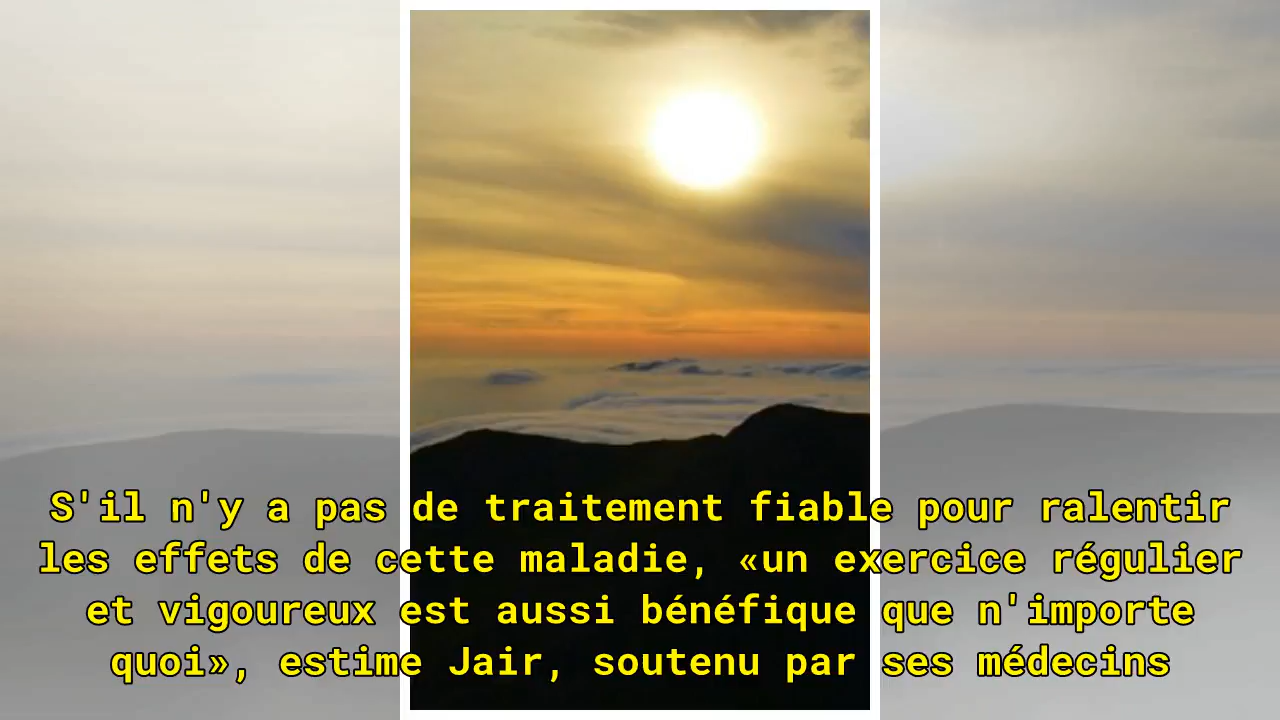 S'il n'y a pas de traitement fiable pour ralentir
les effets de cette maladie, «un exercice régulier
et vigoureux est aussi bénéfique que n'importe
quoi», estime Jair, soutenu par ses médecins